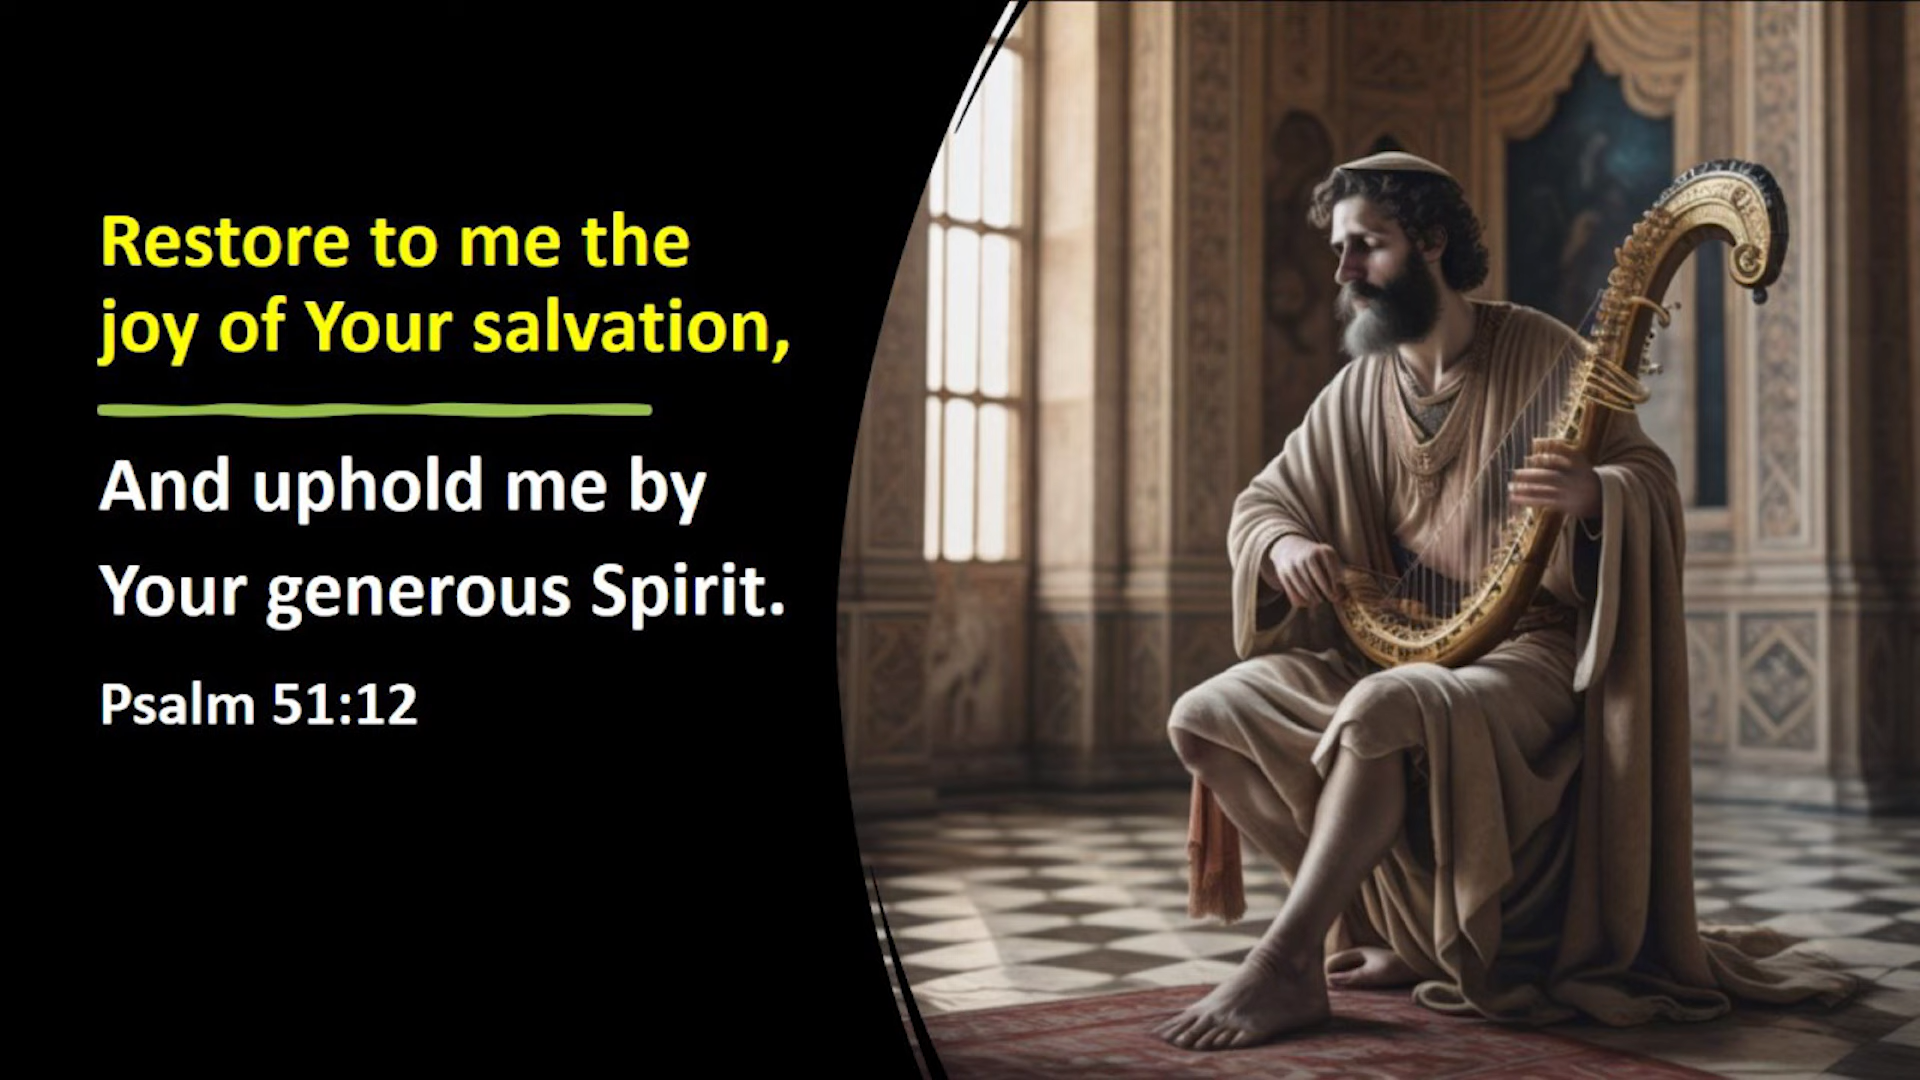 Restore to me the
joy of Your salvation,
And uphold me by
Your generous Spirit.
Psalm 51:12